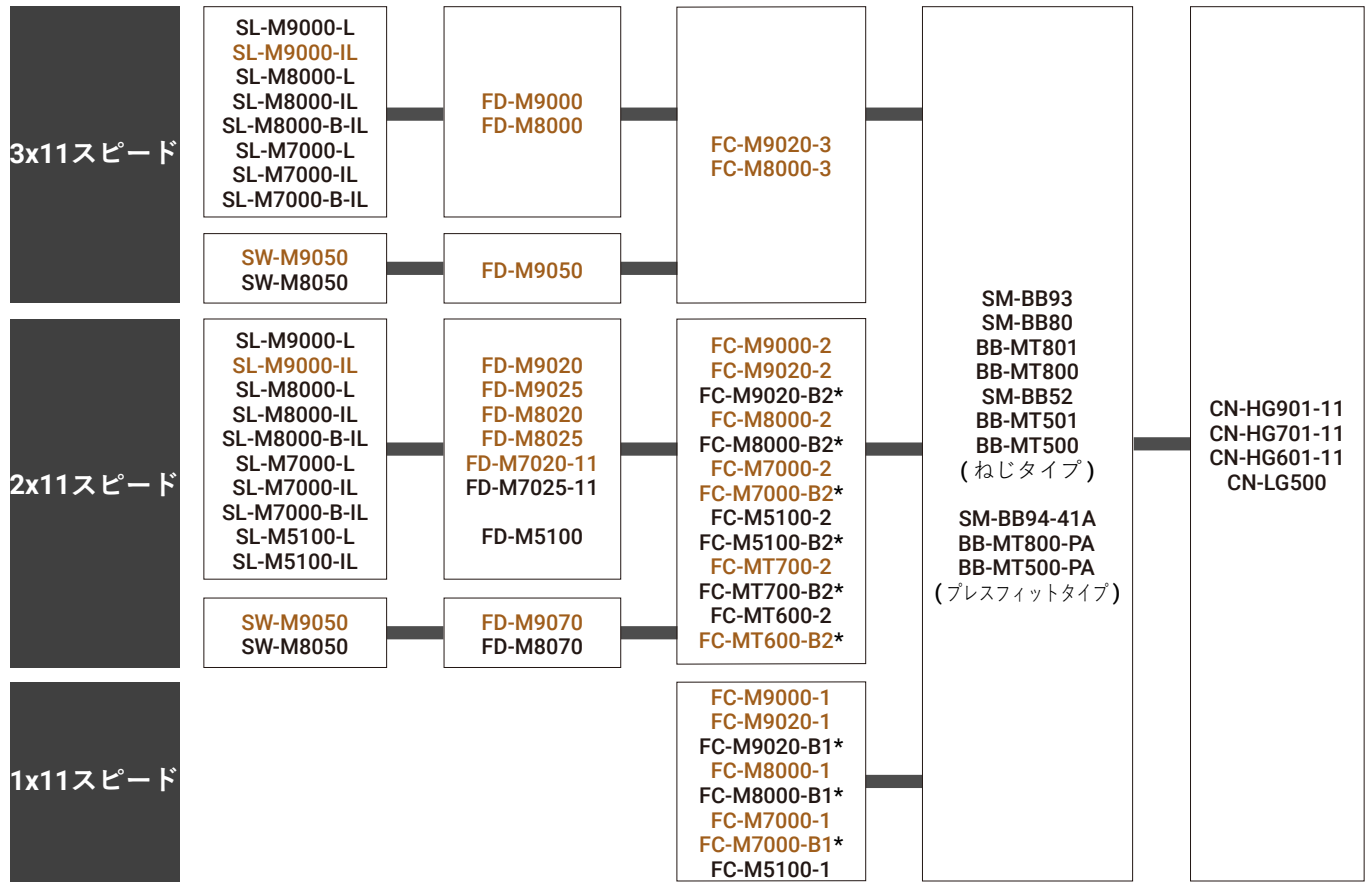 3x11スピード
SL-M9000-L
SL-M9000-IL
SL-M8000-L
SL-M8000-IL
SL-M8000-B-IL
SL-M7000-L
SL-M7000-IL
SL-M7000-B-IL
FD-M9000
FD-M8000
SW-M9050
SW-M8050
FD-M9050
FC-M9020-3
FC-M8000-3
2x11スピード
SL-M9000-L
SL-M9000-IL
SL-M8000-L
SL-M8000-IL
SL-M8000-B-IL
SL-M7000-L
SL-M7000-IL
SL-M7000-B-IL
SL-M5100-L
SL-M5100-IL
FD-M9020
FD-M9025
FD-M8020
FD-M8025
FD-M7020-11
FD-M7025-11
FD-M5100
SW-M9050
SW-M8050
FD-M9070
FD-M8070
FC-M9000-2
FC-M9020-2
FC-M9020-B2*
FC-M8000-2
FC-M8000-B2*
FC-M7000-2
FC-M7000-B2*
FC-M5100-2
FC-M5100-B2*
FC-MT700-2
FC-MT700-B2*
FC-MT600-2
FC-MT600-B2*
1x11スピード
FC-M9000-1
FC-M9020-1
FC-M9020-B1*
FC-M8000-1
FC-M8000-B1*
FC-M7000-1
FC-M7000-B1*
FC-M5100-1
SM-BB93
SM-BB80
BB-MT801
BB-MT800
SM-BB52
BB-MT501
BB-MT500
(ねじタイプ)
SM-BB94-41A
BB-MT800-PA
BB-MT500-PA
(プレスフィットタイプ)
CN-HG901-11
CN-HG701-11
CN-HG601-11
CN-LG500